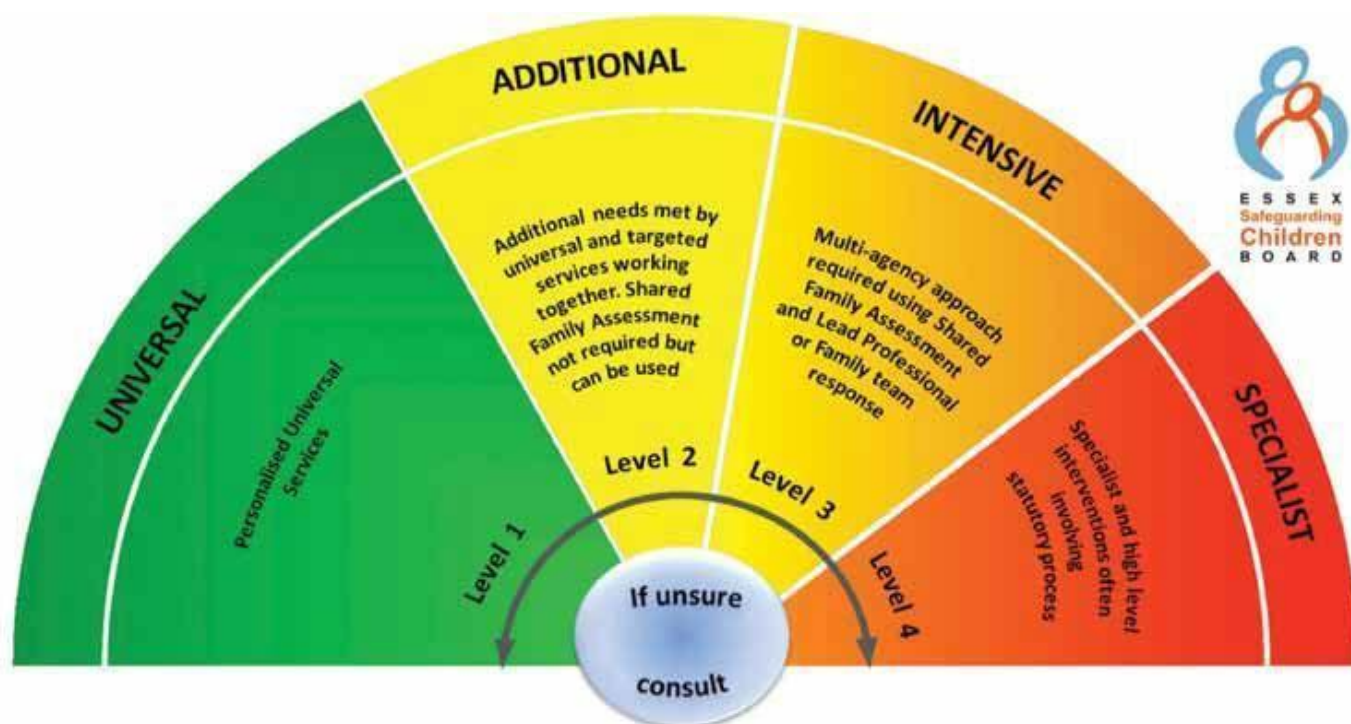 UNIVERSAL
Personalised Universal
Services
Level 1
ADDITIONAL
Additional needs met by
universal and targeted
services working
together. Shared
Family Assessment
not required but
can be used
Level 2
INTENSIVE
Multi-agency approach
required using Shared
Family Assessment
and Lead Professional
or Family team
response
Level 3
SPECIALIST
Specialist and high level
interventions often
involving
statutory process
Level 4
If unsure
consult
ESSEX
Safeguarding
Children
BOARD